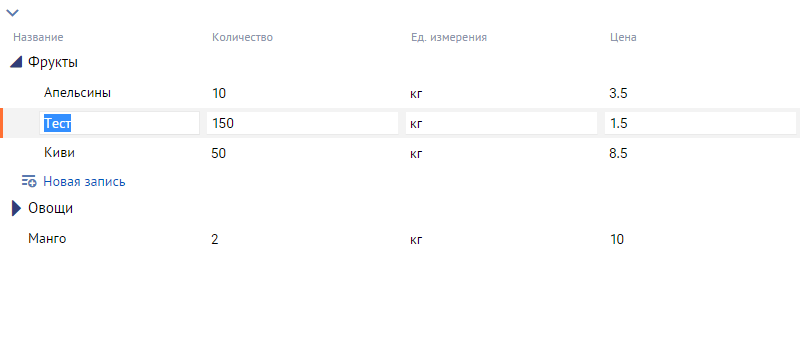 Название Количество Ед. измерения Цена
Фрукты
Апельсины 10 кг 3.5
Тест 150 кг 1.5
Киви 50 кг 8.5
Новая запись
Овощи
Манго 2 кг 10